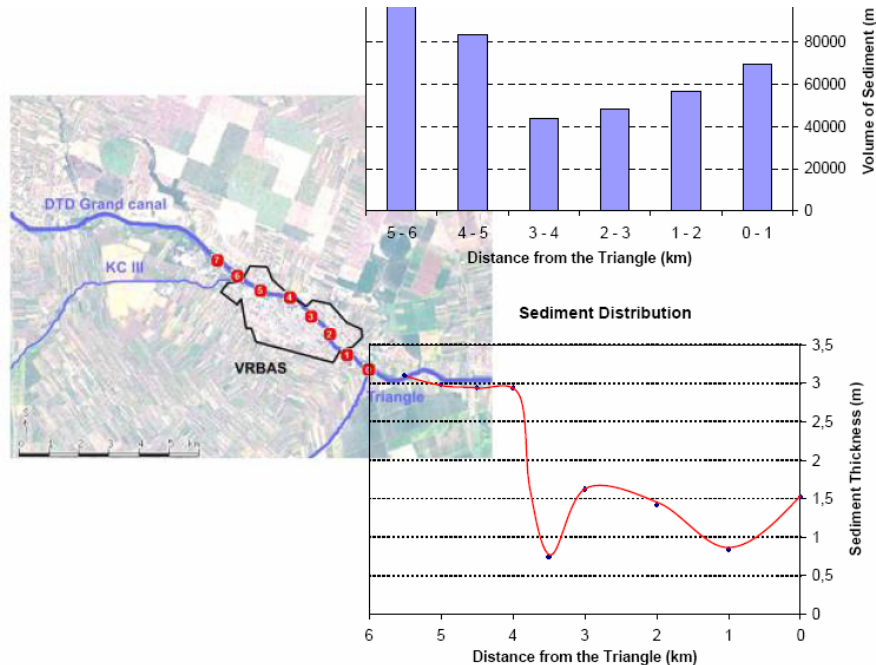 80000
60000
40000
20000
0
Volume of Sediment (m
5 - 6 4 - 5 3 - 4 2 - 3 1 - 2 0 - 1
Distance from the Triangle (km)
DTD Grand canal
KC III
7
6
5
4
3
2
1
0
VRBAS
Triangle
0 1 2 3 4 5 km
Sediment Distribution
3,5
3
2,5
2
1,5
1
0,5
0
Sediment Thickness (m)
6 5 4 3 2 1 0
Distance from the Triangle (km)